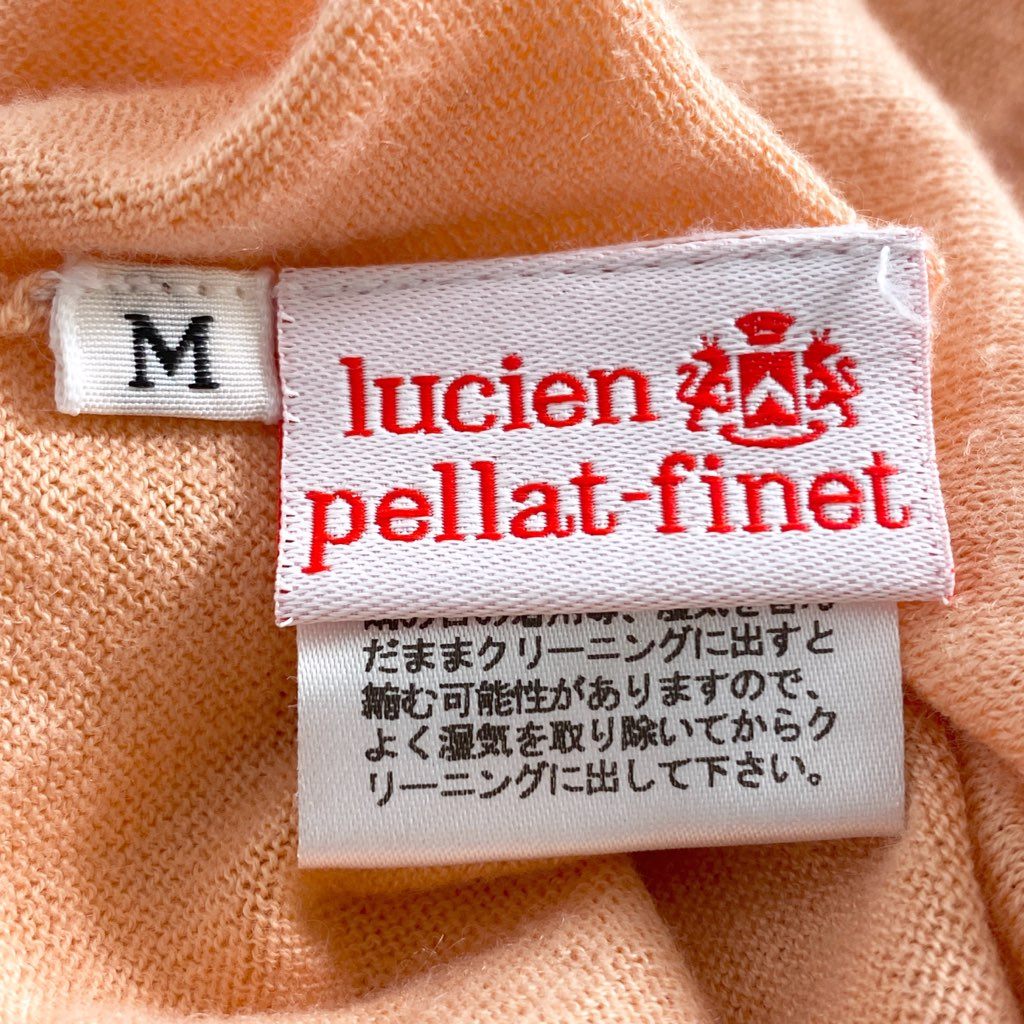 M
lucien
pellat-finet
だままクリーニングに出すと
縮む可能性がありますので、
よく湿気を取り除いてからク
リーニングに出して下さい。